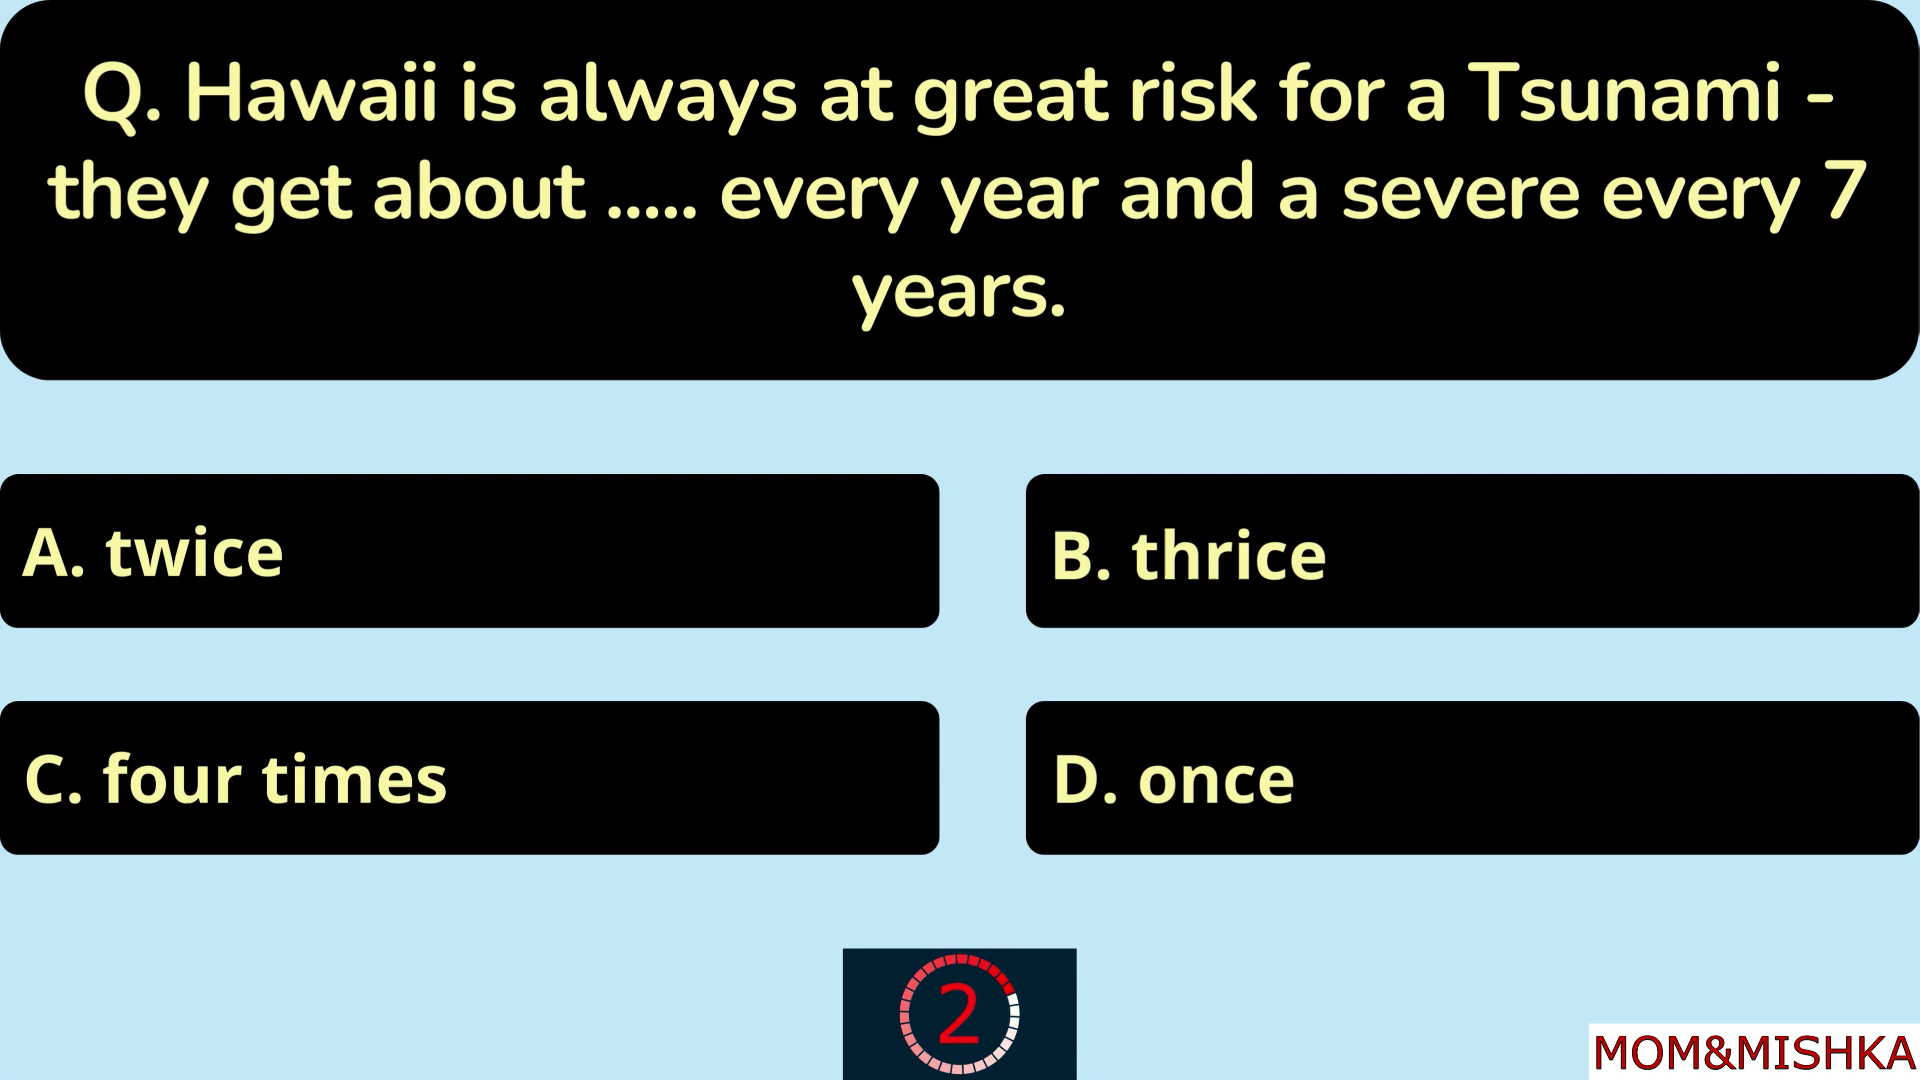 Q. Hawaii is always at great risk for a Tsunami -
they get about ..... every year and a severe every 7
years.
A. twice
B. thrice
C. four times
D. once
2
MOM&MISHKA